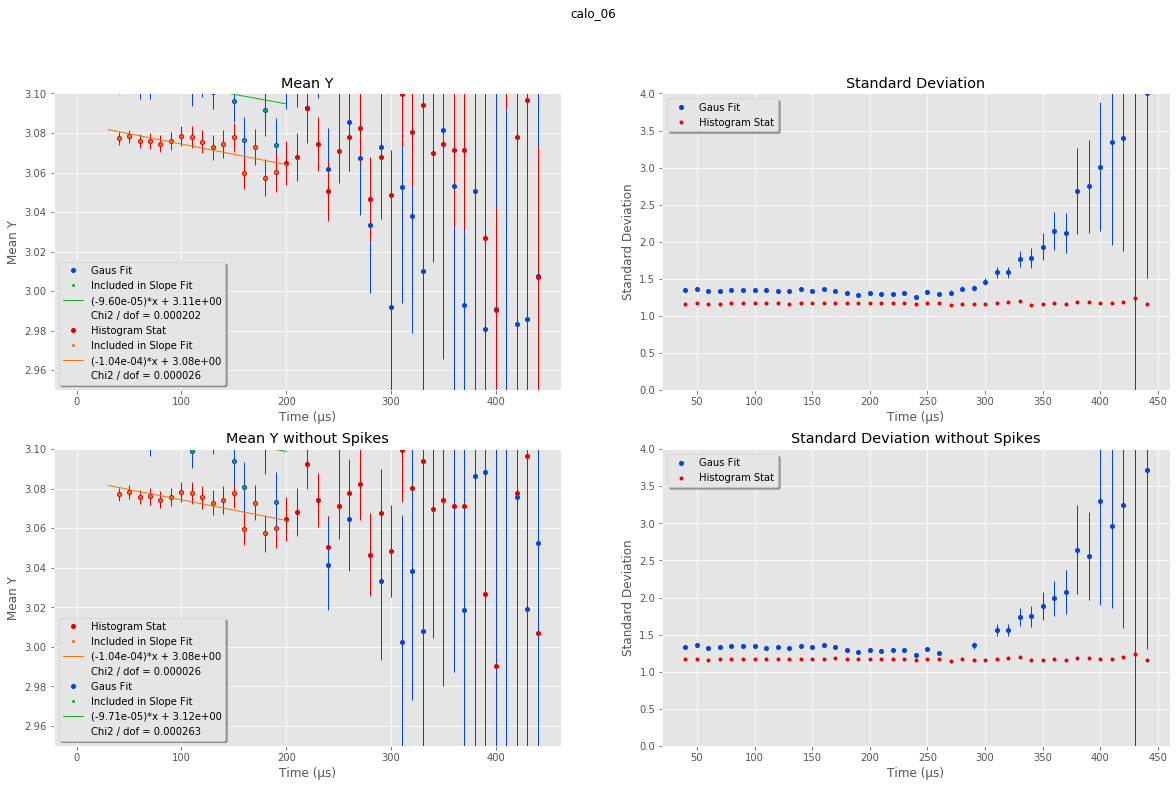 calo_06
Mean Y
3.10
3.08
3.06
3.04
3.02
3.00
2.98
2.96
Mean Y
Gaus Fit
Included in Slope Fit
(-9.60e-05)*x + 3.11e+00
Chi2 / dof = 0.000202
Histogram Stat
Included in Slope Fit
(-1.04e-04)*x + 3.08e+00
Chi2 / dof = 0.000026
0 100 200 300 400
Time (µs)
Standard Deviation
4.0
3.5
3.0
2.5
2.0
1.5
1.0
0.5
0.0
Standard Deviation
Gaus Fit
Histogram Stat
50 100 150 200 250 300 350 400 450
Time (µs)
Mean Y without Spikes
3.10
3.08
3.06
3.04
3.02
3.00
2.98
2.96
Mean Y
Histogram Stat
Included in Slope Fit
(-1.04e-04)*x + 3.08e+00
Chi2 / dof = 0.000026
Gaus Fit
Included in Slope Fit
(-9.71e-05)*x + 3.12e+00
Chi2 / dof = 0.000263
0 100 200 300 400
Time (µs)
Standard Deviation without Spikes
4.0
3.5
3.0
2.5
2.0
1.5
1.0
0.5
0.0
Standard Deviation
Gaus Fit
Histogram Stat
50 100 150 200 250 300 350 400 450
Time (µs)